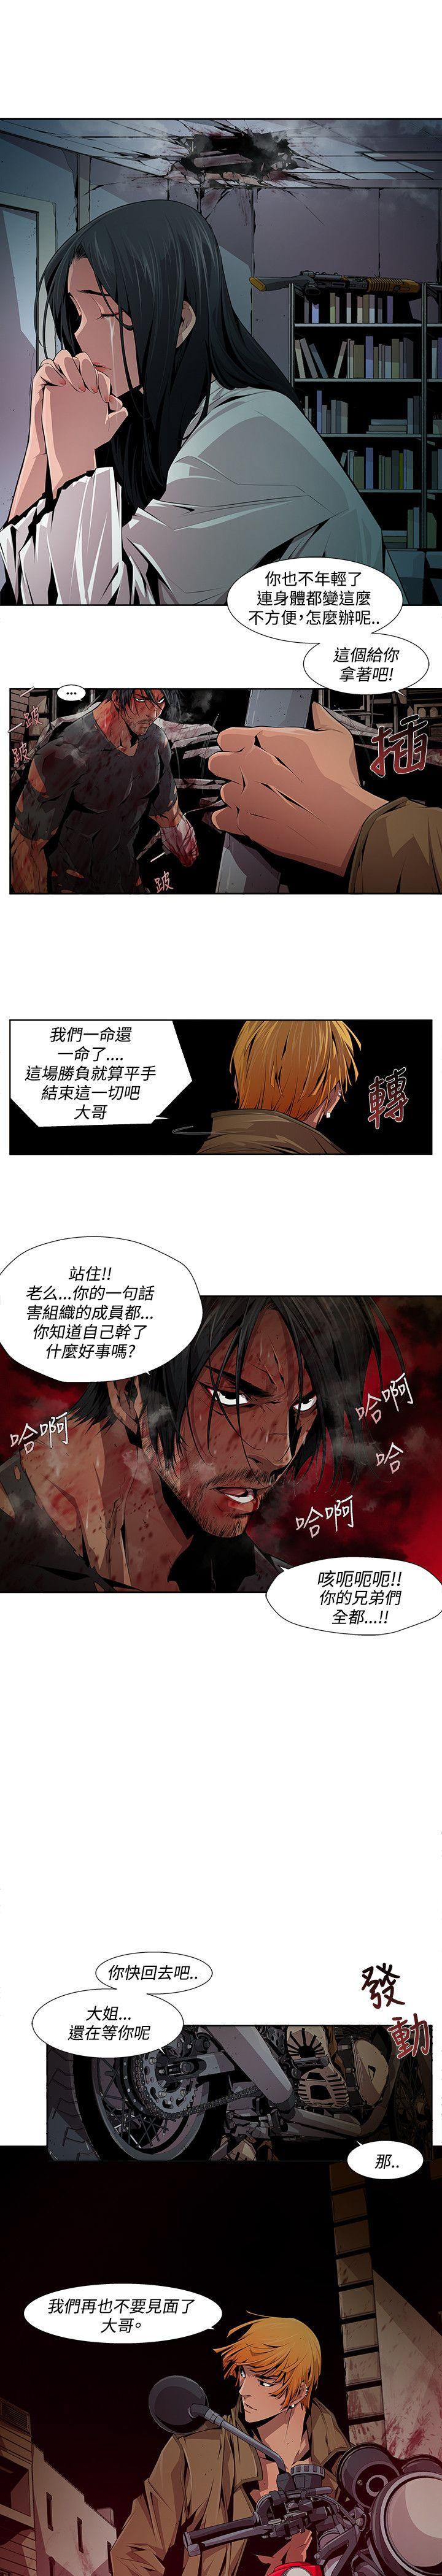 你也不年輕了
連身體都變這麼
不方便，怎麼辦呢..
這個給你
拿著吧!
...
跛
跛
跛
插
我們一命還
一命了....
這場勝負就算平手
結束這一切吧
大哥
轉
站住!!
老么...你的一句話
害組織的成員都...
你知道自己幹了
什麼好事嗎?
哈啊
哈啊
哈
哈啊
咳呃呃呃!!
你的兄弟們
全都...!!
你快回去吧..
大姐...
還在等你呢
發動
那..
我們再也不要見面了
大哥。